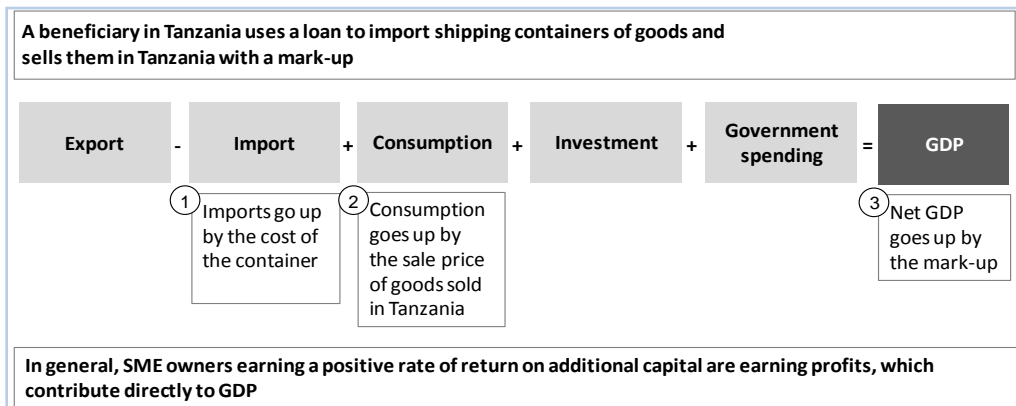 A beneficiary in Tanzania uses a loan to import shipping containers of goods and
sells them in Tanzania with a mark-up
Export - Import + Consumption + Investment + Government spending = GDP
1
Imports go up
by the cost of
the container
2
Consumption
goes up by
the sale price
of goods sold
in Tanzania
3
Net GDP
goes up by
the mark-up
In general, SME owners earning a positive rate of return on additional capital are earning profits, which
contribute directly to GDP